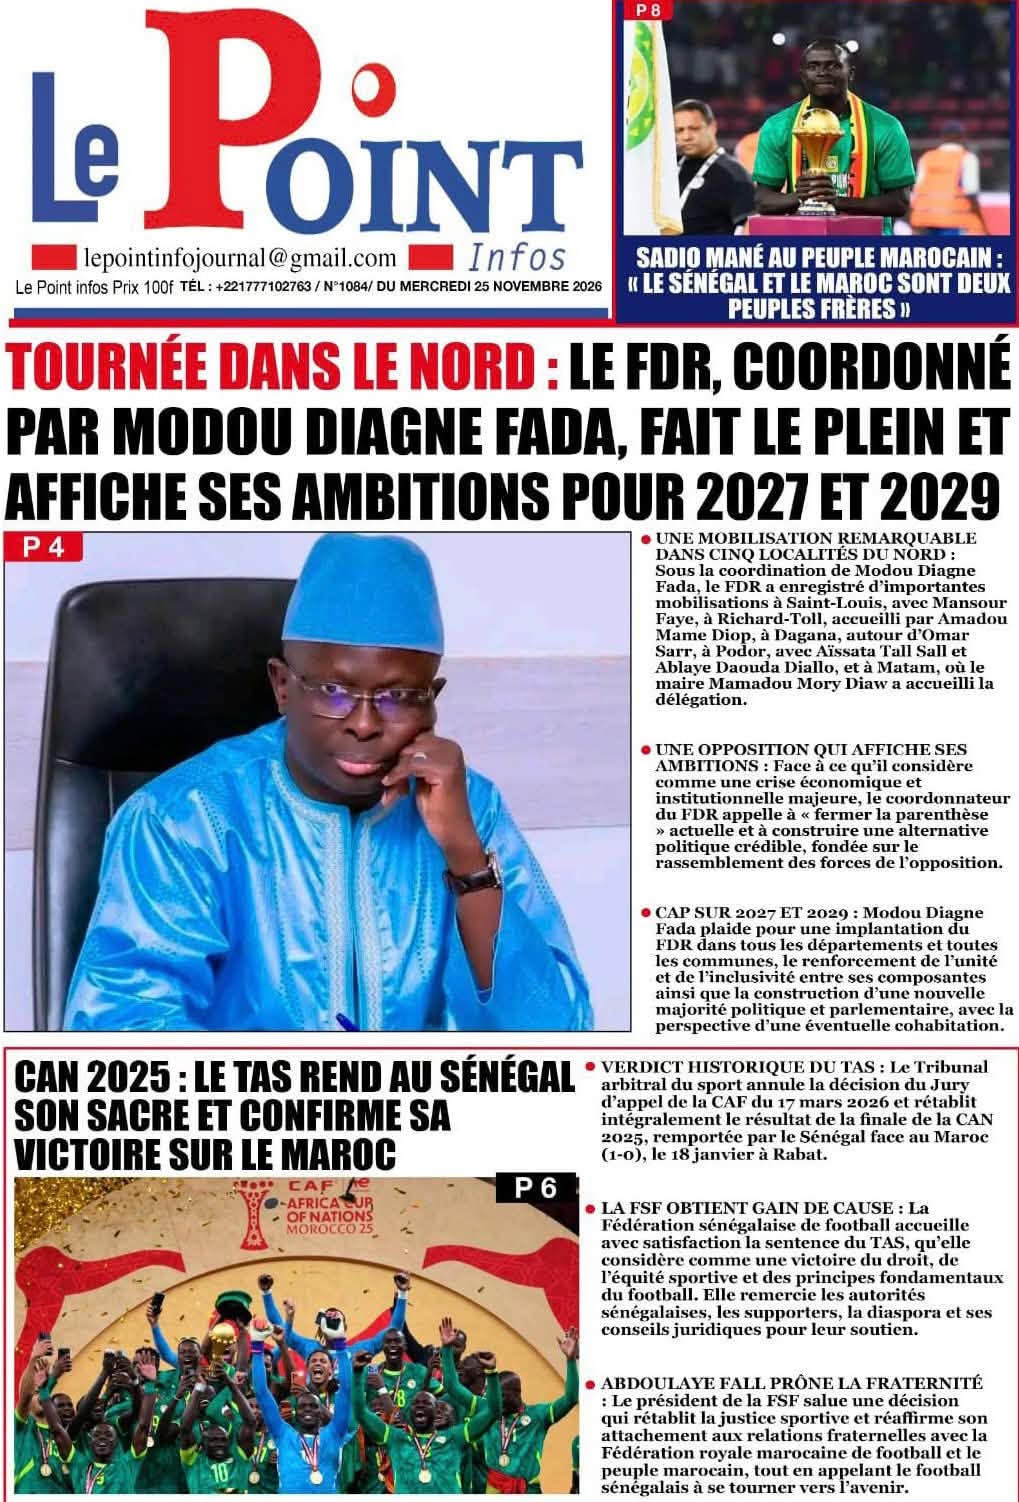 P 8
Le POINT
Infos
lepointinfojournal@gmail.com
Le Point infos Prix 100f TÉL : +221777102763 / N°1084/ DU MERCREDI 25 NOVEMBRE 2026
SADIO MANÉ AU PEUPLE MAROCAIN :
« LE SÉNÉGAL ET LE MAROC SONT DEUX
PEUPLES FRÈRES »
TOURNÉE DANS LE NORD : LE FDR, COORDONNÉ
PAR MODOU DIAGNE FADA, FAIT LE PLEIN ET
AFFICHE SES AMBITIONS POUR 2027 ET 2029
P 4
• UNE MOBILISATION REMARQUABLE
DANS CINQ LOCALITÉS DU NORD :
Sous la coordination de Modou Diagne
Fada, le FDR a enregistré d'importantes
mobilisations à Saint-Louis, avec Mansour
Faye, à Richard-Toll, accueilli par Amadou
Mame Diop, à Dagana, autour d'Omar
Sarr, à Podor, avec Aïssata Tall Sall et
Ablaye Daouda Diallo, et à Matam, où le
maire Mamadou Mory Diaw a accueilli la
délégation.
• UNE OPPOSITION QUI AFFICHE SES
AMBITIONS : Face à ce qu'il considère
comme une crise économique et
institutionnelle majeure, le coordonnateur
du FDR appelle à « fermer la parenthèse
» actuelle et à construire une alternative
politique crédible, fondée sur le
rassemblement des forces de l'opposition.
• CAP SUR 2027 ET 2029 : Modou Diagne
Fada plaide pour une implantation du
FDR dans tous les départements et toutes
les communes, le renforcement de l'unité
et de l'inclusivité entre ses composantes
ainsi que la construction d'une nouvelle
majorité politique et parlementaire, avec la
perspective d'une éventuelle cohabitation.
CAN 2025 : LE TAS REND AU SÉNÉGAL
SON SACRE ET CONFIRME SA
VICTOIRE SUR LE MAROC
P 6
CAF
AFRICA CUP
OF NATIONS
MOROCCO 25
10
• VERDICT HISTORIQUE DU TAS : Le Tribunal
arbitral du sport annule la décision du Jury
d'appel de la CAF du 17 mars 2026 et rétablit
intégralement le résultat de la finale de la CAN
2025, remportée par le Sénégal face au Maroc
(1-0), le 18 janvier à Rabat.
• LA FSF OBTIENT GAIN DE CAUSE : La
Fédération sénégalaise de football accueille
avec satisfaction la sentence du TAS, qu'elle
considère comme une victoire du droit, de
l'équité sportive et des principes fondamentaux
du football. Elle remercie les autorités
sénégalaises, les supporters, la diaspora et ses
conseils juridiques pour leur soutien.
• ABDOULAYE FALL PRÔNE LA FRATERNITÉ
: Le président de la FSF salue une décision
qui rétablit la justice sportive et réaffirme son
attachement aux relations fraternelles avec la
Fédération royale marocaine de football et le
peuple marocain, tout en appelant le football
sénégalais à se tourner vers l'avenir.